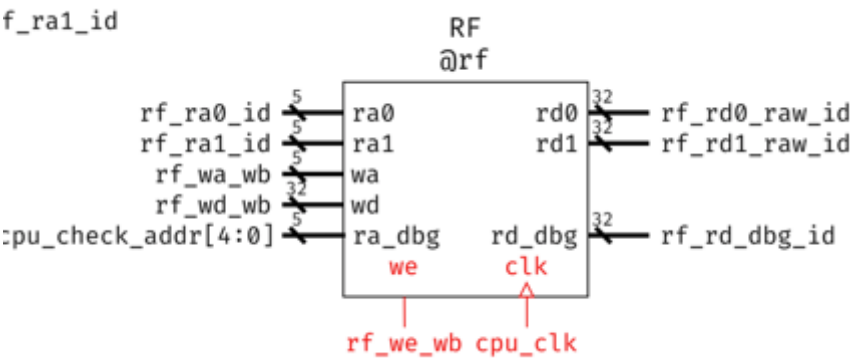 f_ra1_id
RF
@rf
5
rf_ra0_id ra0 rd0 32 rf_rd0_raw_id
5
rf_ra1_id ra1 rd1 32 rf_rd1_raw_id
5
rf_wa_wb wa
32
rf_wd_wb wd
5
cpu_check_addr[4:0] ra_dbg rd_dbg 32 rf_rd_dbg_id
we clk
rf_we_wb cpu_clk